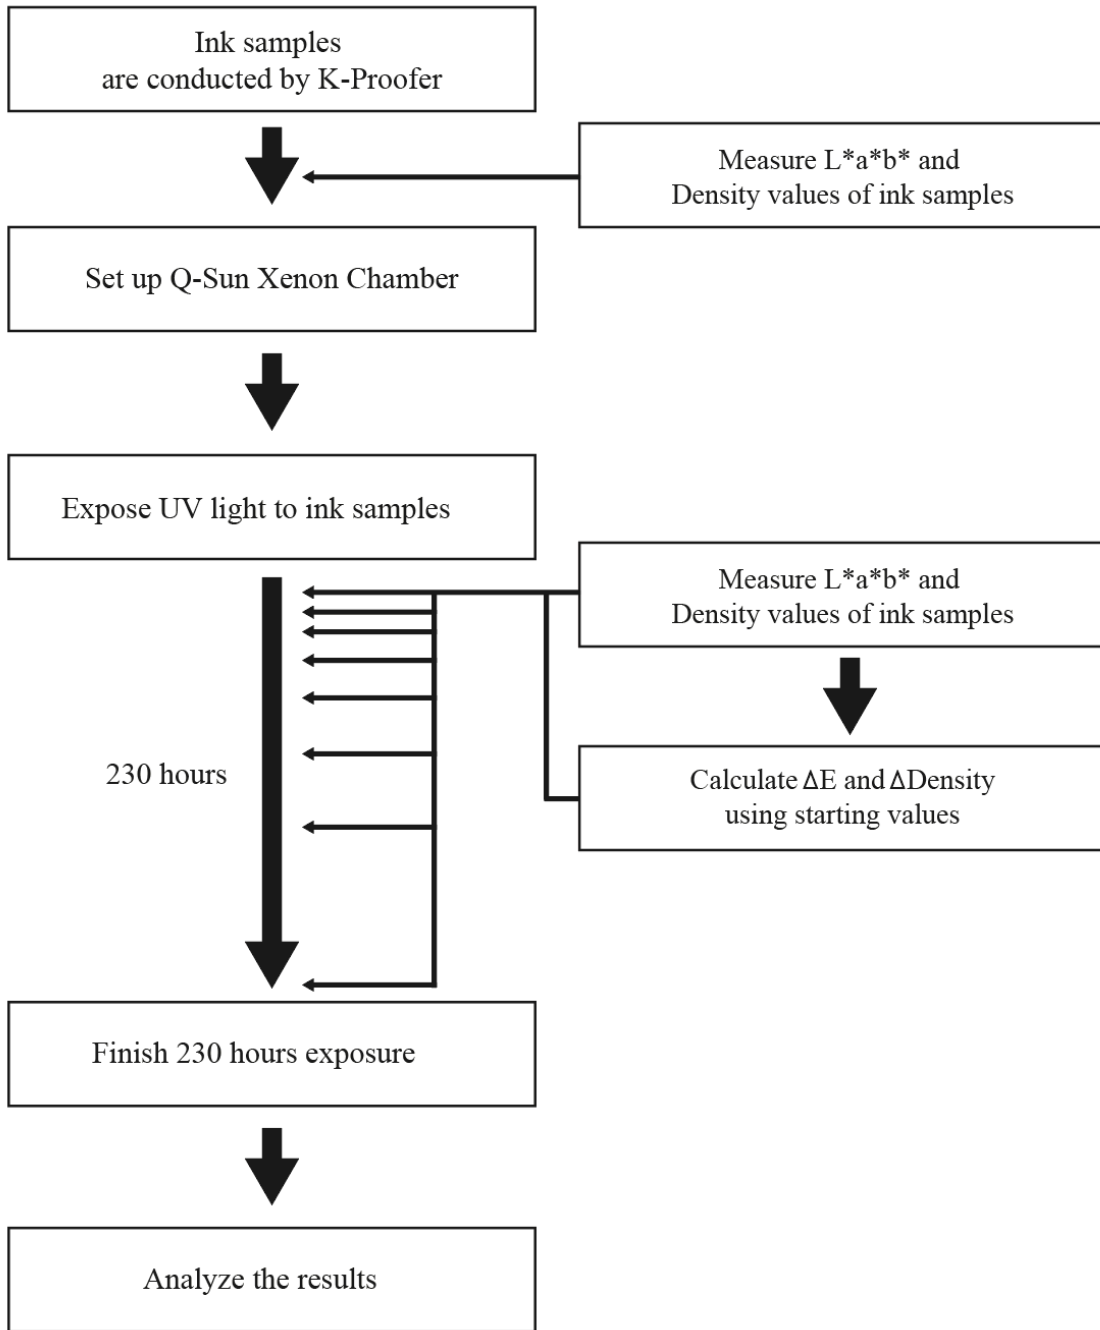 Ink samples
are conducted by K-Proofer
Measure L*a*b* and
Density values of ink samples
Set up Q-Sun Xenon Chamber
Expose UV light to ink samples
Measure L*a*b* and
Density values of ink samples
230 hours
Calculate ΔE and ΔDensity
using starting values
Finish 230 hours exposure
Analyze the results